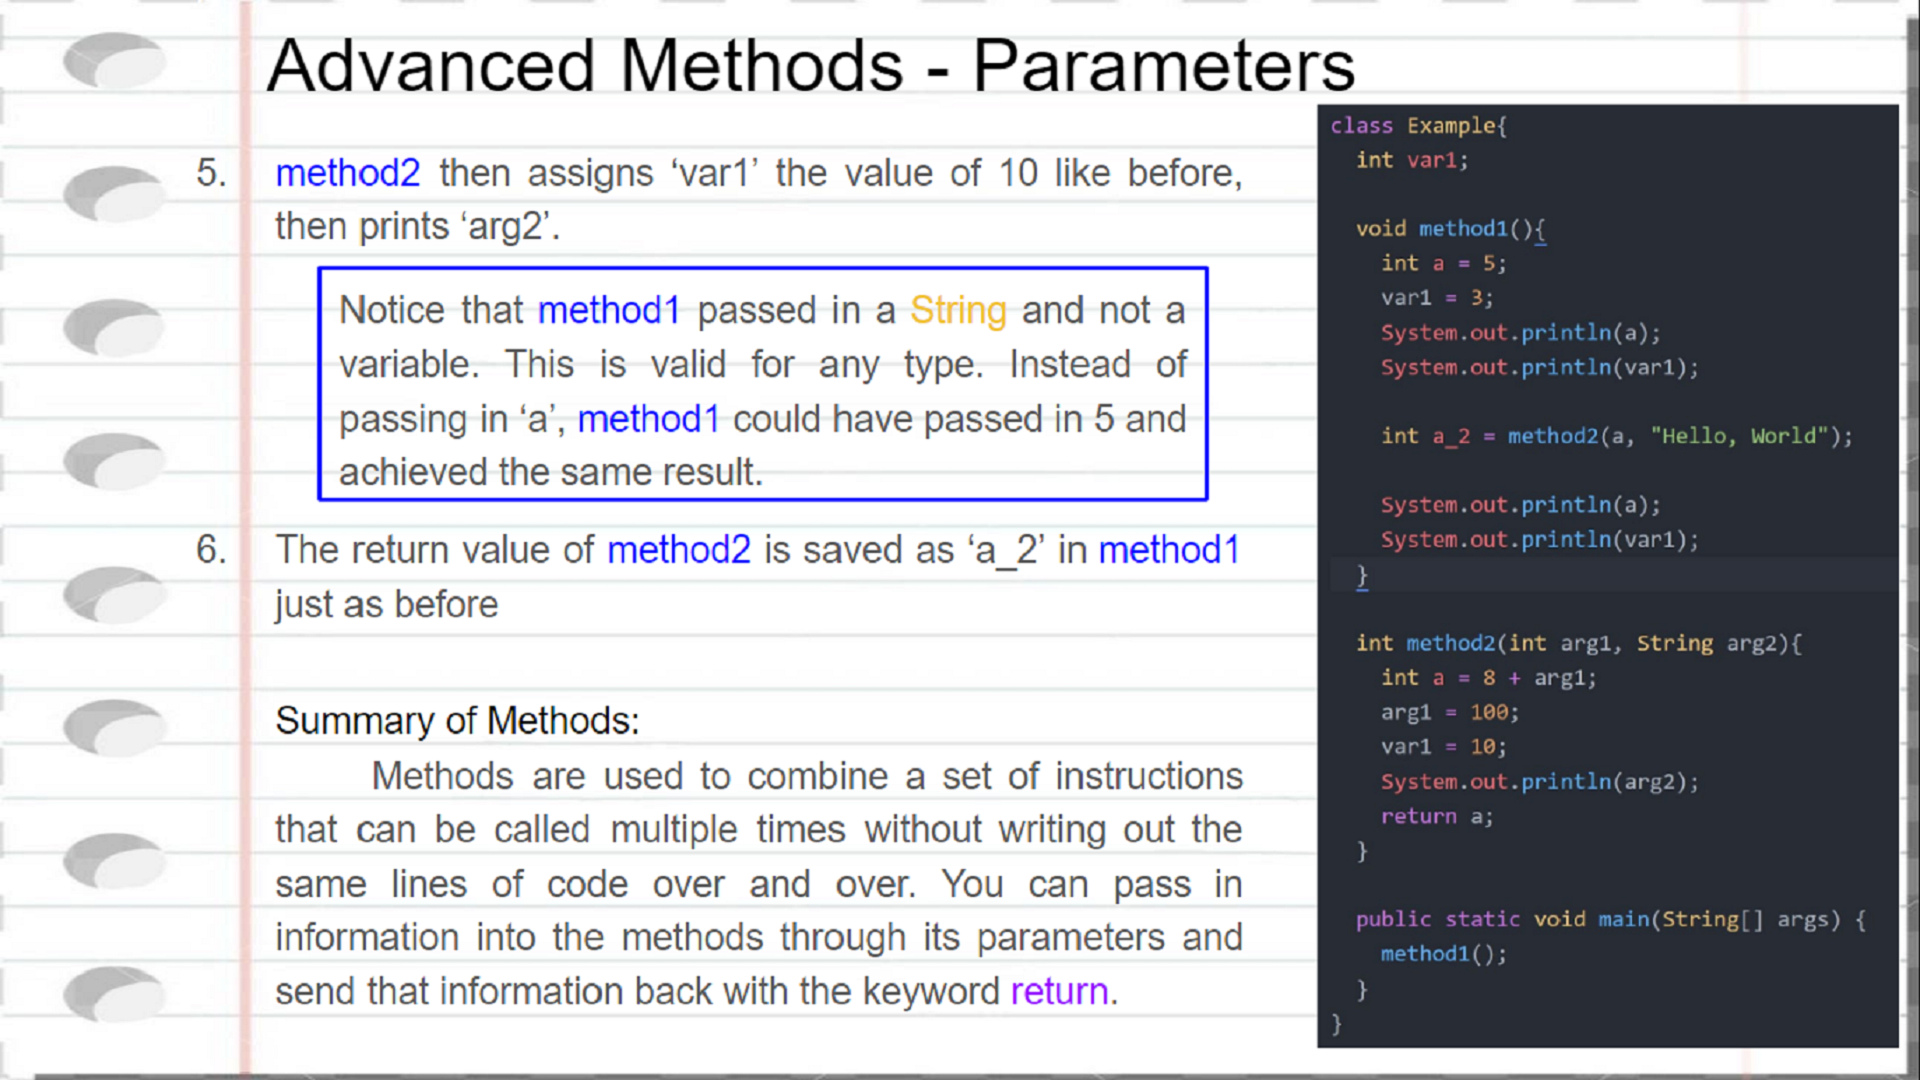 Advanced Methods - Parameters
5. method2 then assigns ‘var1’ the value of 10 like before,
then prints ‘arg2’.
Notice that method1 passed in a String and not a
variable. This is valid for any type. Instead of
passing in ‘a’, method1 could have passed in 5 and
achieved the same result.
6. The return value of method2 is saved as ‘a_2’ in method1
just as before
Summary of Methods:
Methods are used to combine a set of instructions
that can be called multiple times without writing out the
same lines of code over and over. You can pass in
information into the methods through its parameters and
send that information back with the keyword return.
class Example{
int var1;
void method1(){
int a = 5;
var1 = 3;
System.out.println(a);
System.out.println(var1);
int a_2 = method2(a, "Hello, World");
System.out.println(a);
System.out.println(var1);
}
int method2(int arg1, String arg2){
int a = 8 + arg1;
arg1 = 100;
var1 = 10;
System.out.println(arg2);
return a;
}
public static void main(String[] args) {
method1();
}
}